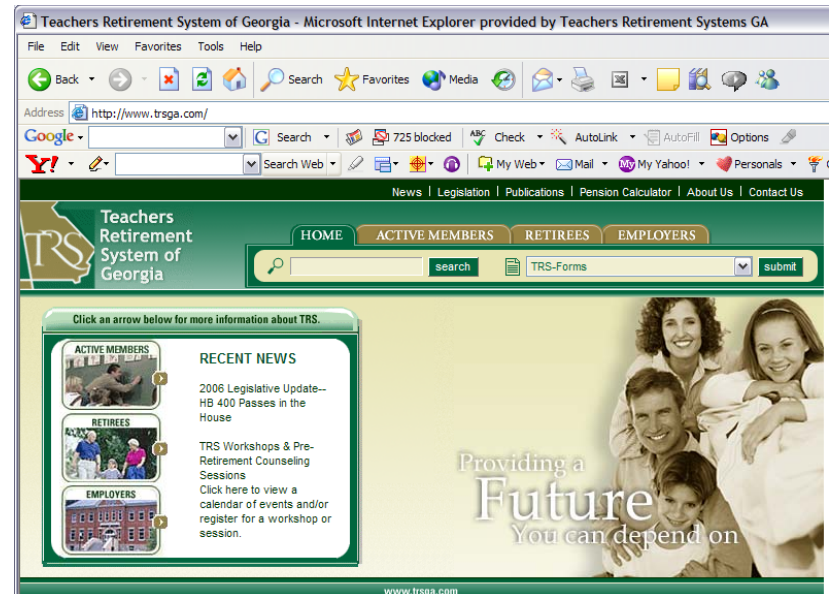 Teachers Retirement System of Georgia - Microsoft Internet Explorer provided by Teachers Retirement Systems GA
File Edit View Favorites Tools Help
Back Search Favorites Media
Address http://www.trsga.com/
Google Search 725 blocked ABC Check AutoLink AutoFill Options
Y! Search Web My Web Mail My My Yahoo! Personals
News | Legislation | Publications | Pension Calculator | About Us | Contact Us
TRS
Teachers
Retirement
System of
Georgia
HOME ACTIVE MEMBERS RETIREES EMPLOYERS
search TRS-Forms submit
Click an arrow below for more information about TRS.
ACTIVE MEMBERS
RETIREES
EMPLOYERS
RECENT NEWS
2006 Legislative Update--
HB 400 Passes in the
House
TRS Workshops & Pre-
Retirement Counseling
Sessions
Click here to view a
calendar of events and/or
register for a workshop or
session.
Providing a
Future
You can depend on
www.trsga.com